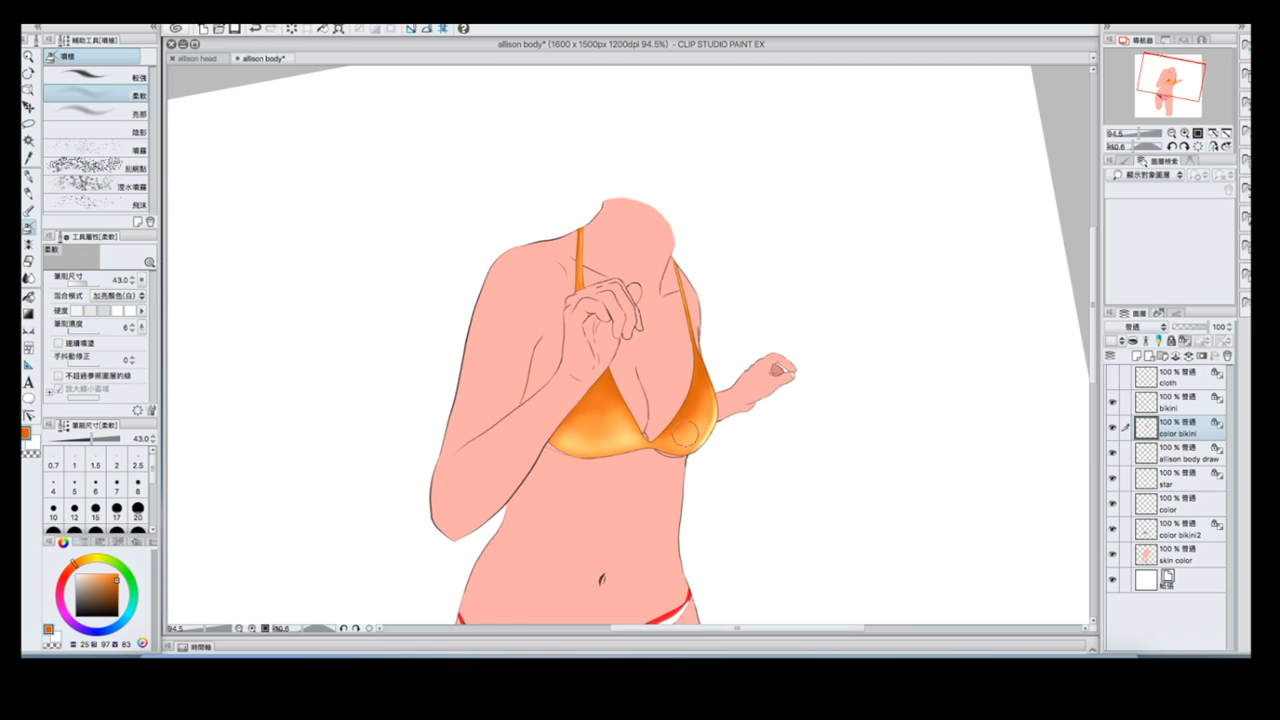 allison body* (1600 x 1500px 1200dpi 94.5%) - CLIP STUDIO PAINT EX
allison head
allison body*
輔助工具[噴槍]
噴槍
較強
柔軟
亮部
陰影
噴霧
飛沫
工具屬性[柔軟]
柔軟
筆刷尺寸
43.0
混合模式
加亮顏色(白)
硬度
筆刷濃度
6
連續噴塗
手抖動修正
0
不超過參照圖層的線
放大縮小區域
筆刷尺寸[柔軟]
43.0
0.7
1
1.5
2
2.5
4
5
6
7
8
10
12
15
17
20
25
97
83
94.5
時間軸
導航器
94.5
圖層檢索
顯示對象圖層
圖層
普通
100
100 % 普通
cloth
100 % 普通
bikini
100 % 普通
color bikini
100 % 普通
allison body draw
100 % 普通
star
100 % 普通
color
100 % 普通
color bikini2
100 % 普通
skin color
紙張